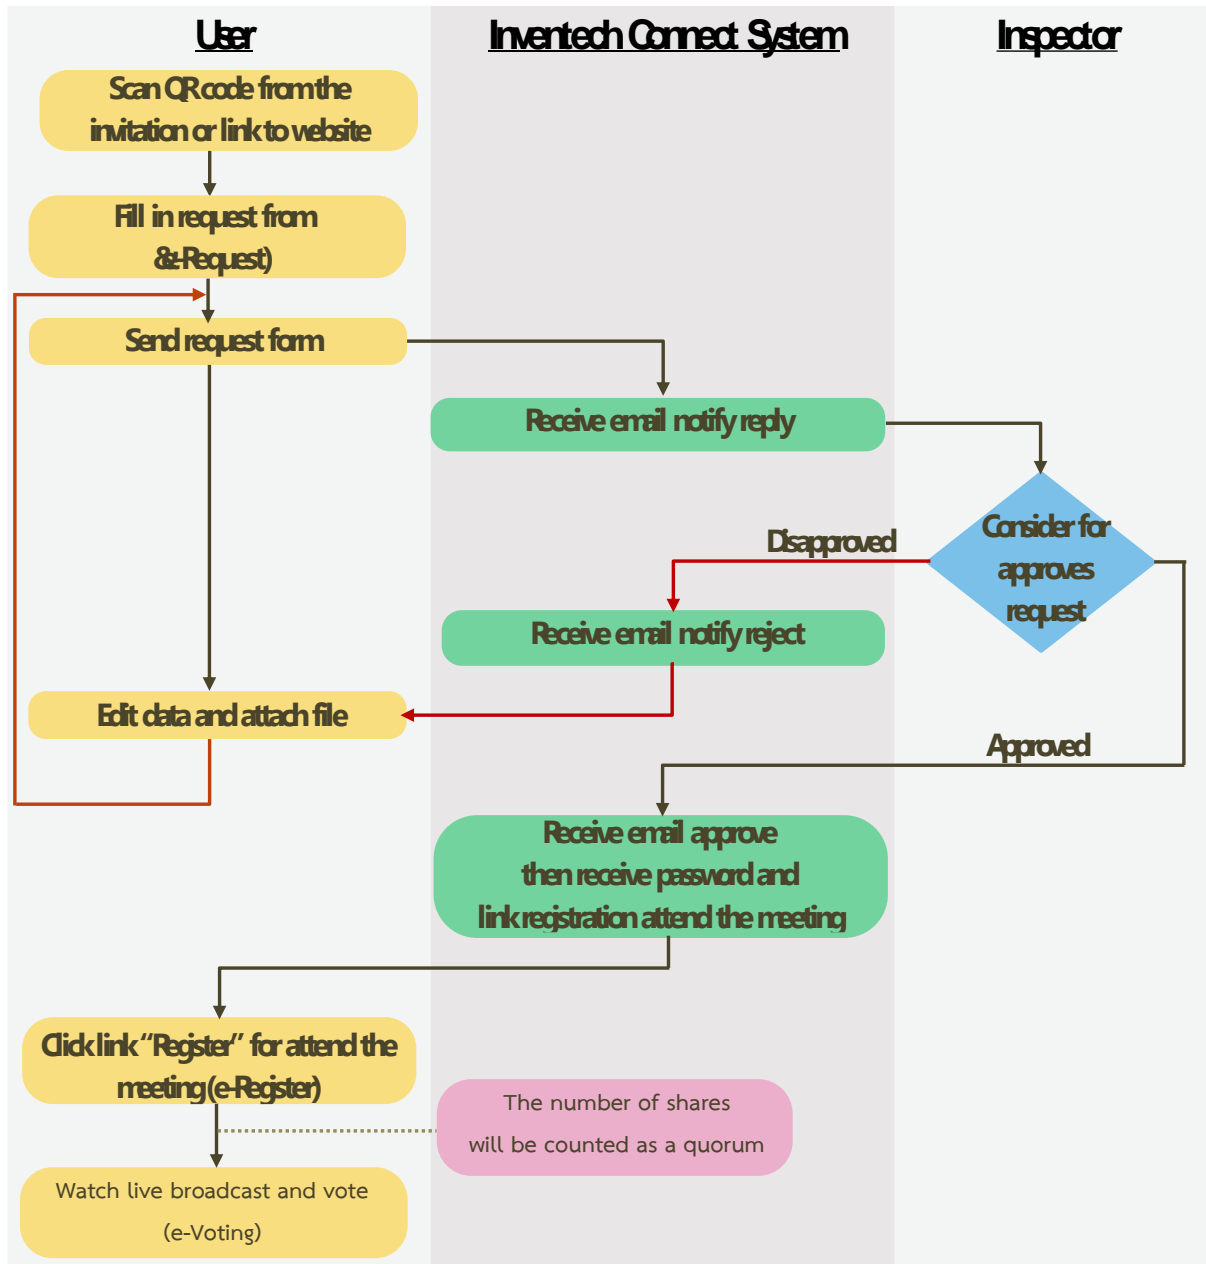 User
Inventech Connect System
Inspector
Scan QR code from the
invitation or link to website
Fill in request from
Request)
Send request form
Receive email notify reply
Consider for
approves
request
Disapproved
Receive email notify reject
Edit data and attach file
Approved
Receive email approve
then receive password and
link registration attend the meeting
Click link “Register” for attend the
meeting (e-Register)
The number of shares
will be counted as a quorum
Watch live broadcast and vote
(e-Voting)